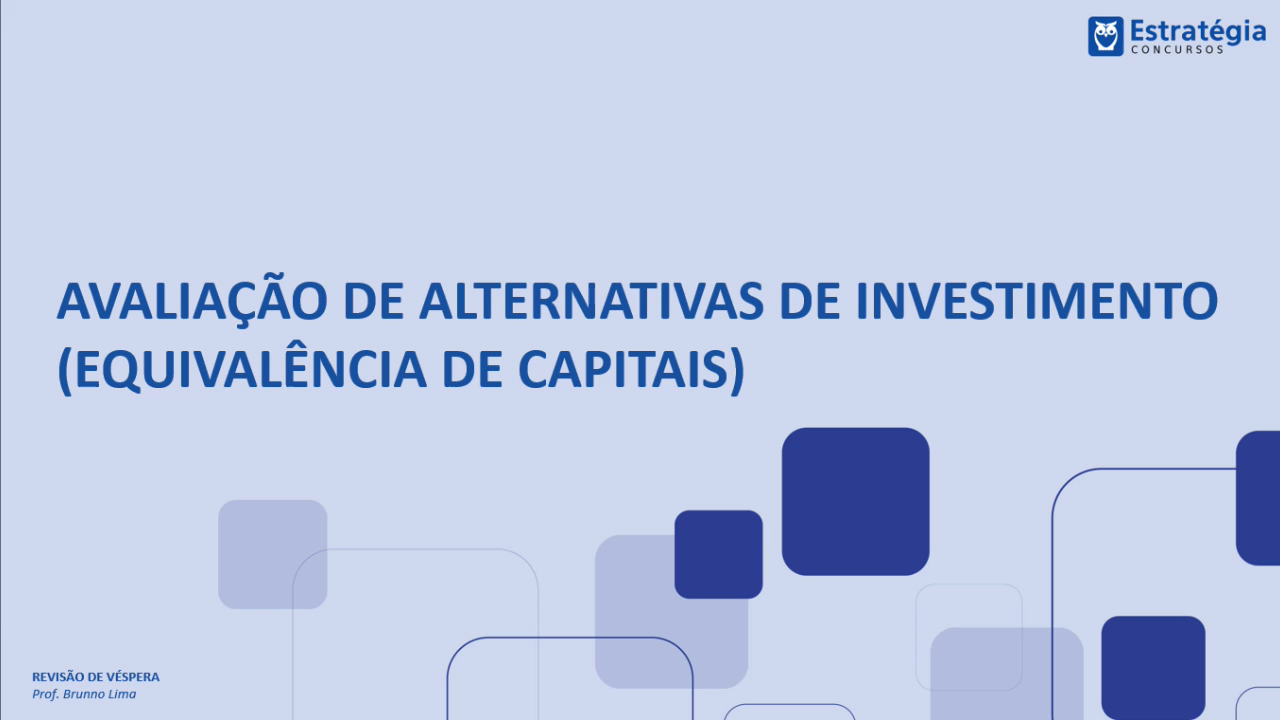 Estratégia
CONCURSOS
AVALIAÇÃO DE ALTERNATIVAS DE INVESTIMENTO
(EQUIVALÊNCIA DE CAPITAIS)
REVISÃO DE VÉSPERA
Prof. Brunno Lima